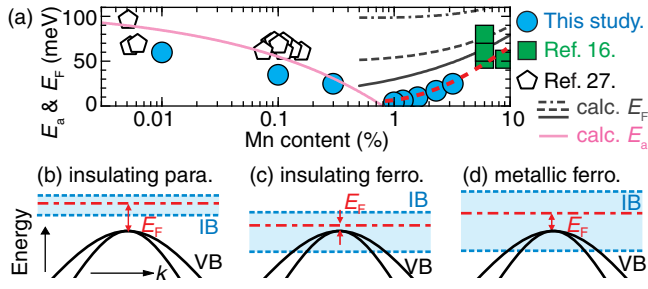 (a)
100
50
0
E_a & E_F (meV)
0.01
0.1
1
10
Mn content (%)
This study.
Ref. 16.
Ref. 27.
calc. E_F
calc. E_a
(b) insulating para.
(c) insulating ferro.
(d) metallic ferro.
Energy
k
E_F
IB
VB
E_F
IB
VB
E_F
IB
VB